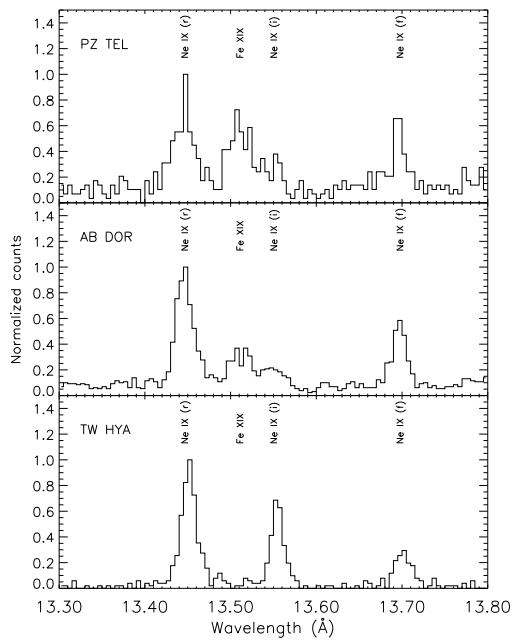 PZ TEL
Ne IX (r)
Fe XIX
Ne IX (i)
Ne IX (f)
1.4
1.2
1.0
0.8
0.6
0.4
0.2
0.0
AB DOR
Ne IX (r)
Fe XIX
Ne IX (i)
Ne IX (f)
1.4
1.2
1.0
0.8
0.6
0.4
0.2
0.0
Normalized counts
TW HYA
Ne IX (r)
Fe XIX
Ne IX (i)
Ne IX (f)
1.4
1.2
1.0
0.8
0.6
0.4
0.2
0.0
13.30 13.40 13.50 13.60 13.70 13.80
Wavelength (Å)